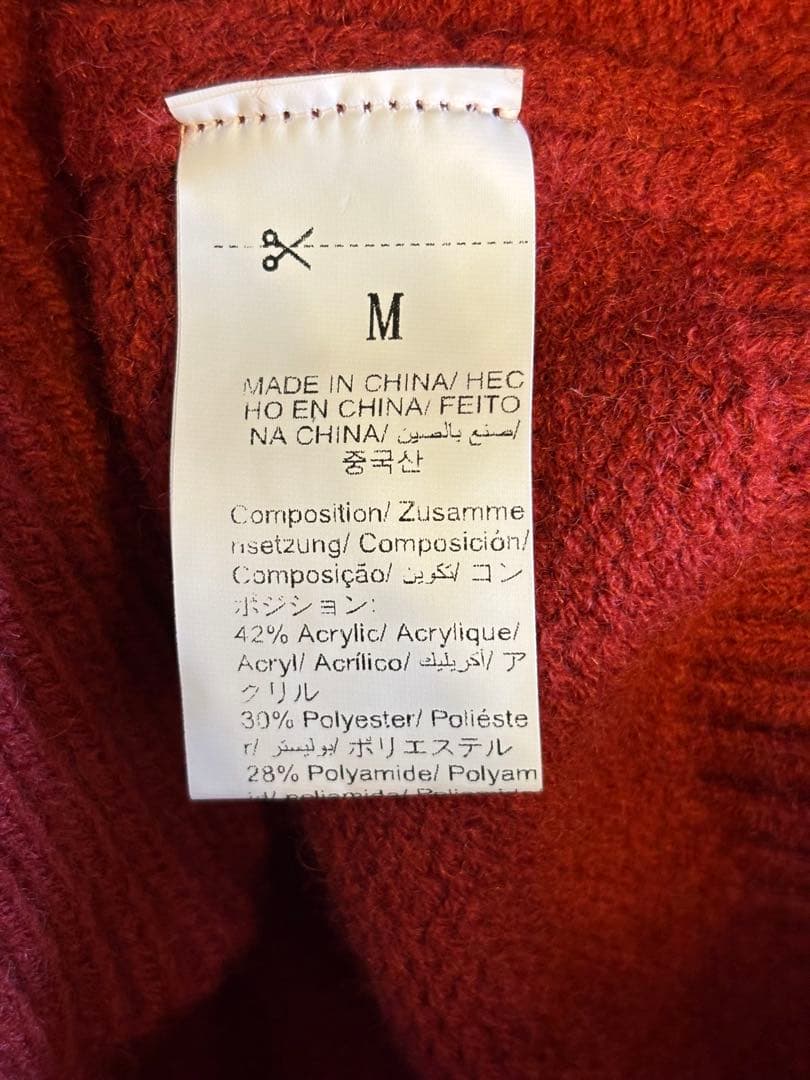 M
MADE IN CHINA/ HEC
HO EN CHINA/ FEITO
NA CHINA/ صنع بالصين/
중국산
Composition/ Zusamme
nsetzung/ Composición/
Composição/ تكوين/ コン
ポジション:
42% Acrylic/ Acrylique/
Acryl/ Acrílico/ أكريليك/ ア
クリル
30% Polyester/ Poliéste
r/ بوليستر/ ポリエステル
28% Polyamide/ Polyam